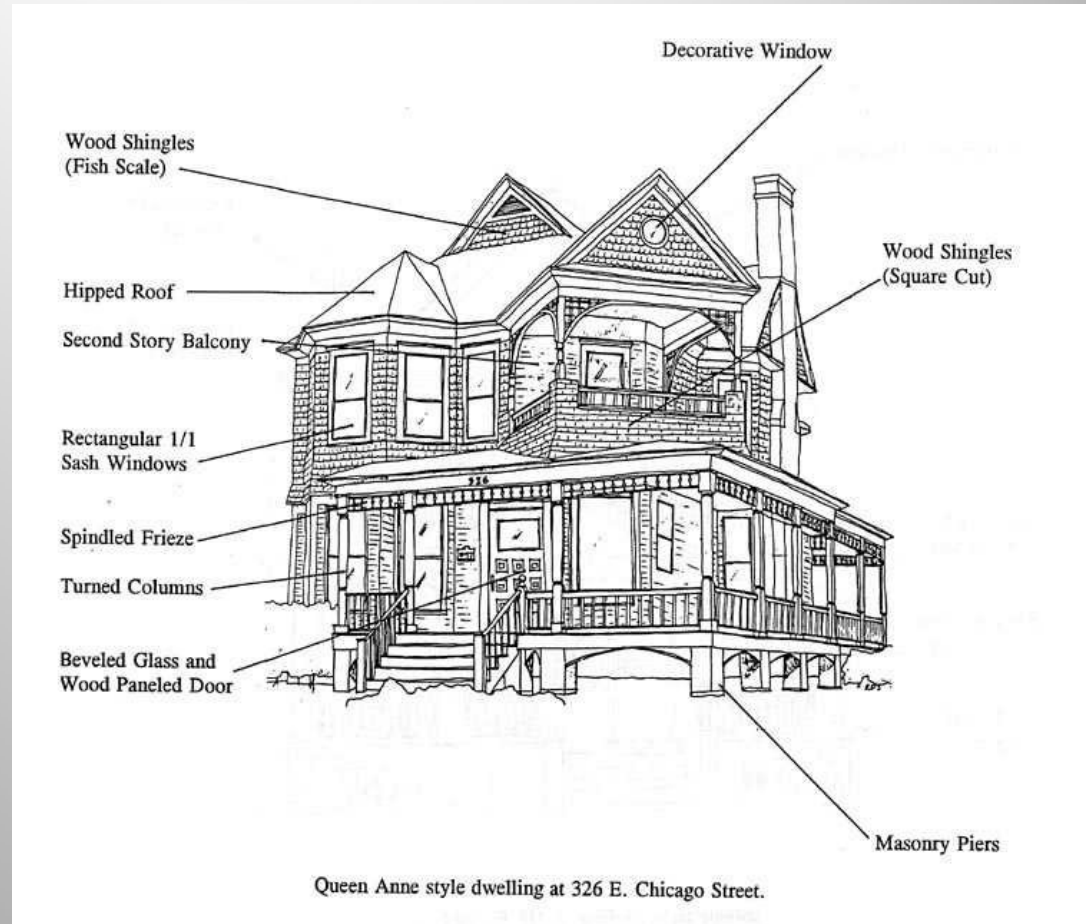 Decorative Window
Wood Shingles
(Fish Scale)
Wood Shingles
(Square Cut)
Hipped Roof
Second Story Balcony
Rectangular 1/1
Sash Windows
326
Spindled Frieze
Turned Columns
Beveled Glass and
Wood Paneled Door
Masonry Piers
Queen Anne style dwelling at 326 E. Chicago Street.